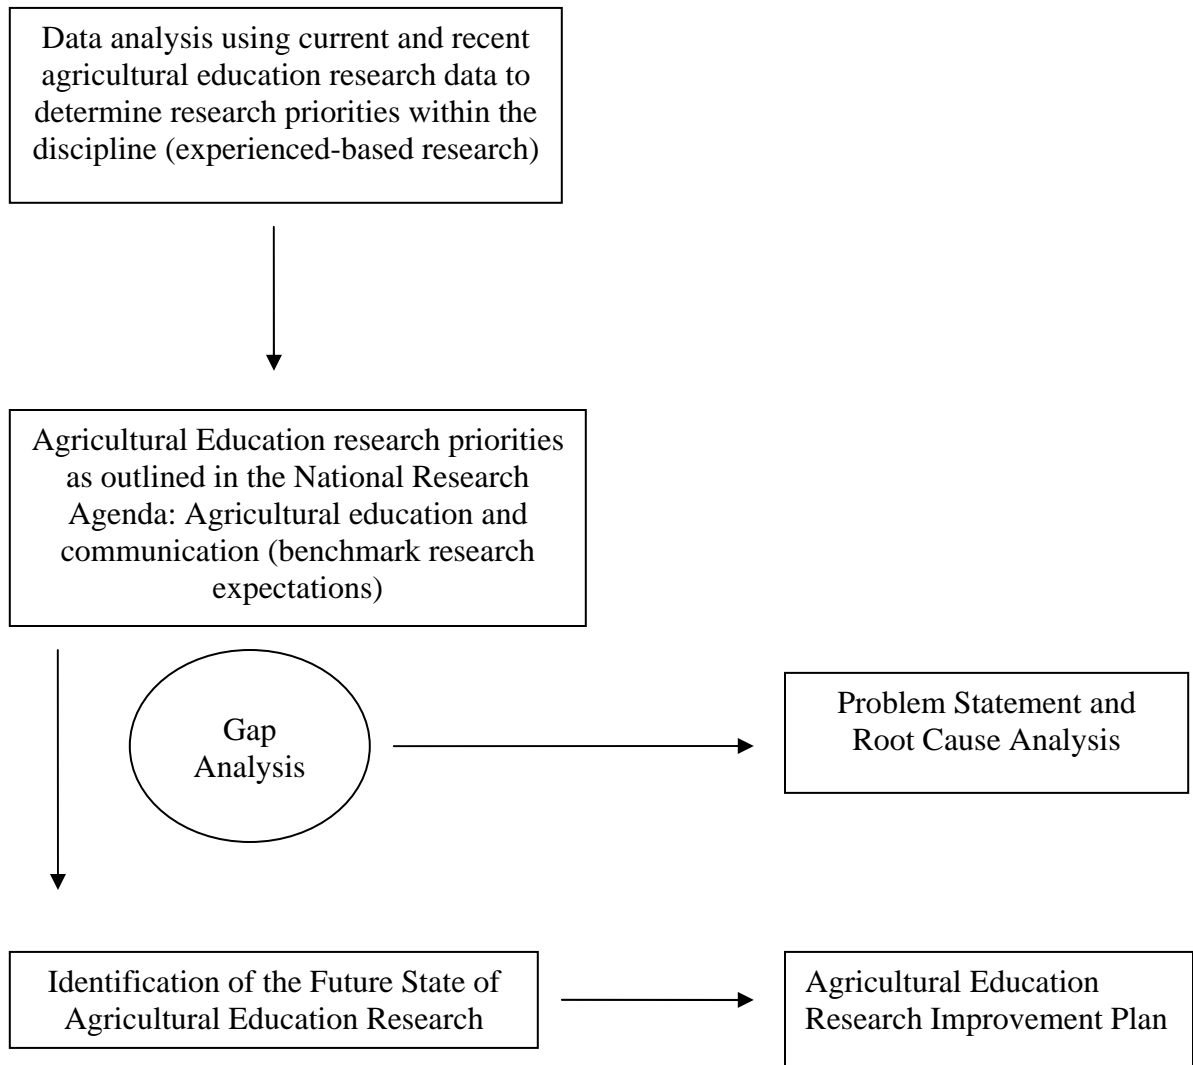 Data analysis using current and recent
agricultural education research data to
determine research priorities within the
discipline (experienced-based research)
Agricultural Education research priorities
as outlined in the National Research
Agenda: Agricultural education and
communication (benchmark research
expectations)
Gap
Analysis
Problem Statement and
Root Cause Analysis
Identification of the Future State of
Agricultural Education Research
Agricultural Education
Research Improvement Plan